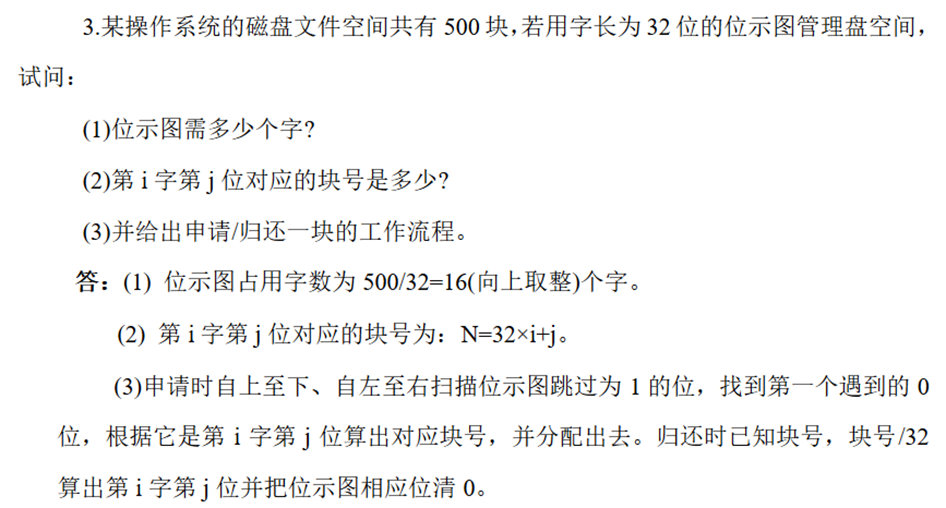 3.某操作系统的磁盘文件空间共有 500 块，若用字长为 32 位的位示图管理盘空间，
试问：
(1)位示图需多少个字?
(2)第 i 字第 j 位对应的块号是多少?
(3)并给出申请/归还一块的工作流程。
答：(1) 位示图占用字数为 500/32=16(向上取整)个字。
(2) 第 i 字第 j 位对应的块号为：N=32×i+j。
(3)申请时自上至下、自左至右扫描位示图跳过为 1 的位，找到第一个遇到的 0
位，根据它是第 i 字第 j 位算出对应块号，并分配出去。归还时已知块号，块号/32
算出第 i 字第 j 位并把位示图相应位清 0。